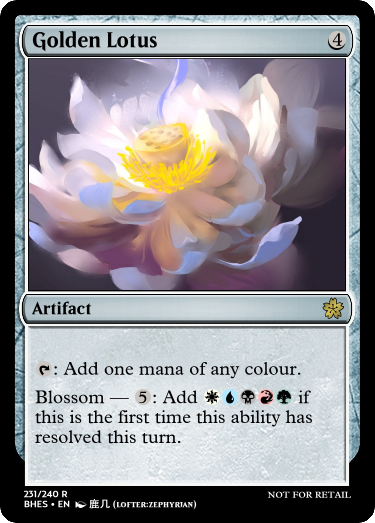 Golden Lotus 4
Artifact
: Add one mana of any colour.
Blossom — 5: Add if
this is the first time this ability has
resolved this turn.
231/240 R
BHES • EN 鹿几 (LOFTER:ZEPHYRIAN) NOT FOR RETAIL